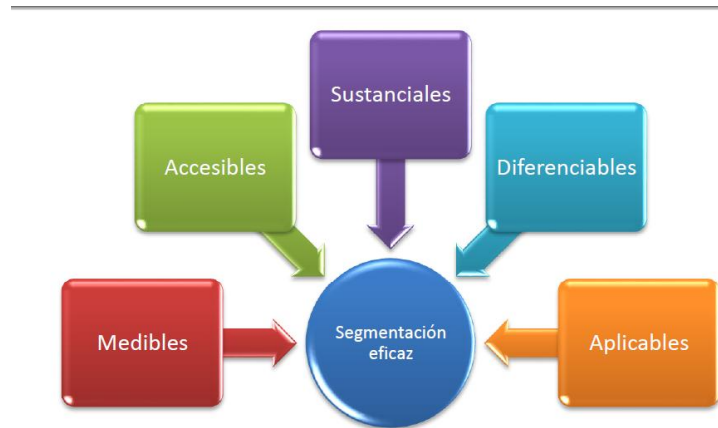 Sustanciales
Accesibles
Diferenciables
Medibles
Segmentación
eficaz
Aplicables